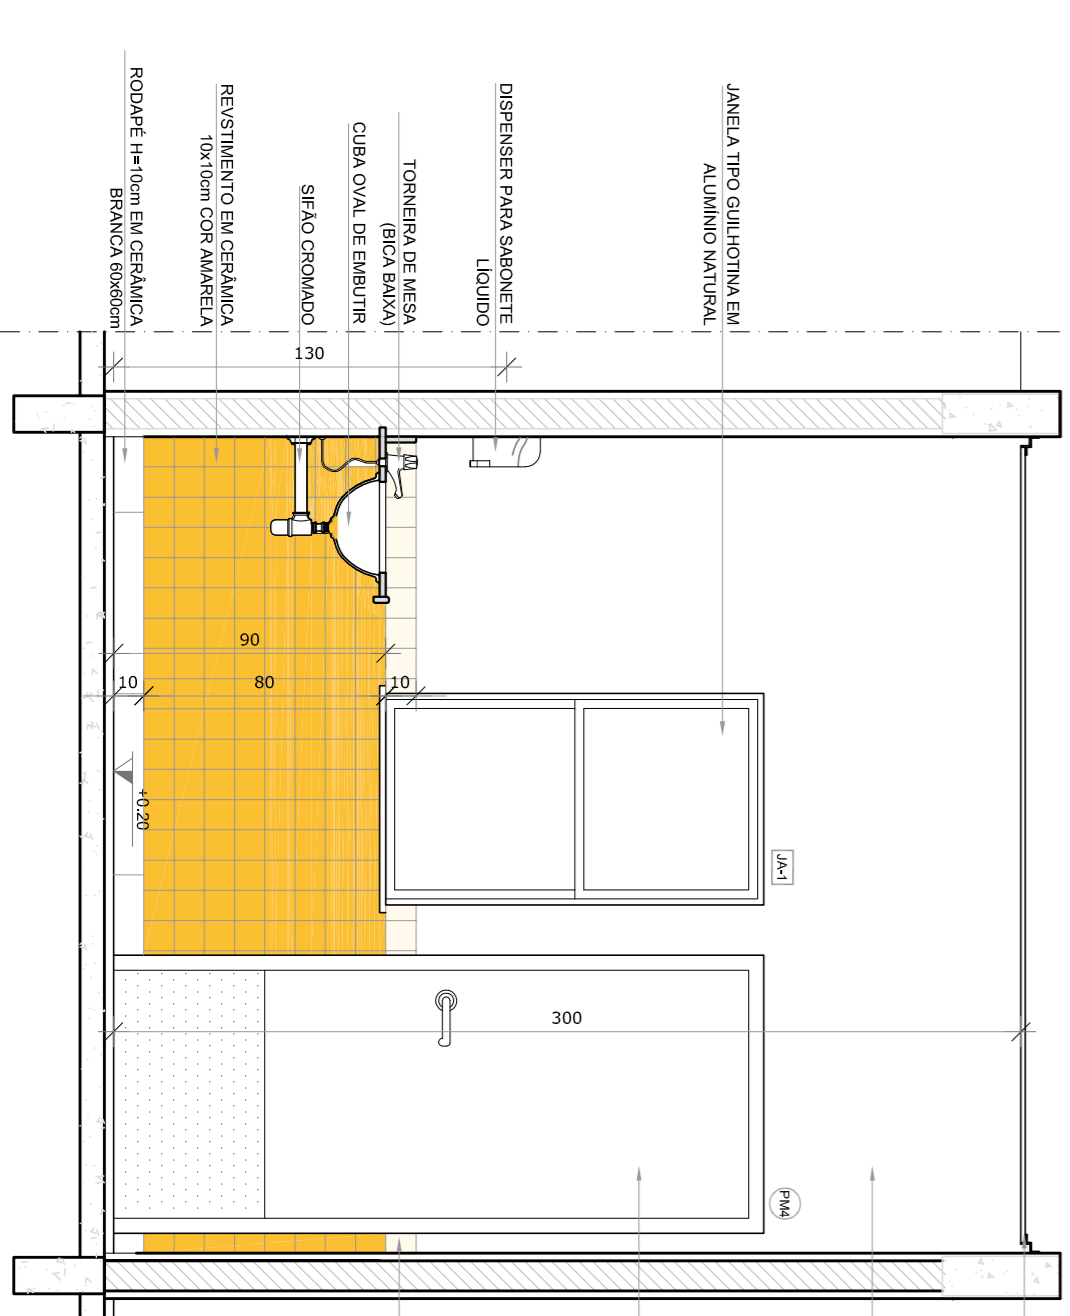 JANELA TIPO GUILHOTINA EM
ALUMÍNIO NATURAL
DISPENSER PARA SABONETE
LÍQUIDO
TORNEIRA DE MESA
(BICA BAIXA)
CUBA OVAL DE EMBUTIR
SIFÃO CROMADO
REVSTIMENTO EM CERÂMICA
10x10cm COR AMARELA
RODAPÉ H=10cm EM CERÂMICA
BRANCA 60x60cm
130
90
10
80
10
+0.20
JA-1
300
PM4